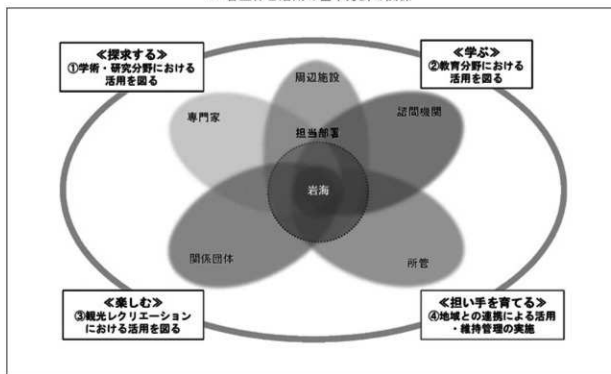 ≪探求する≫
①学術・研究分野における
活用を図る
≪学ぶ≫
②教育分野における
活用を図る
周辺施設
専門家
諮問機関
担当部署
岩海
関係団体
所管
≪楽しむ≫
③観光レクリエーション
における活用を図る
≪担い手を育てる≫
④地域との連携による活用
・維持管理の実施